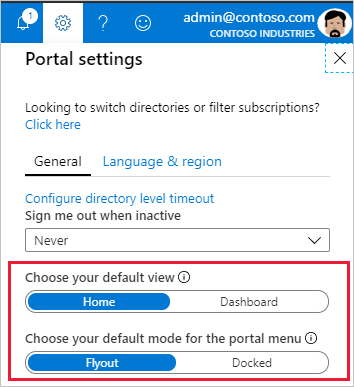 1
admin@contoso.com
CONTOSO INDUSTRIES
Portal settings
Looking to switch directories or filter subscriptions?
Click here
General Language & region
Configure directory level timeout
Sign me out when inactive
Never
Choose your default view
Home Dashboard
Choose your default mode for the portal menu
Flyout Docked